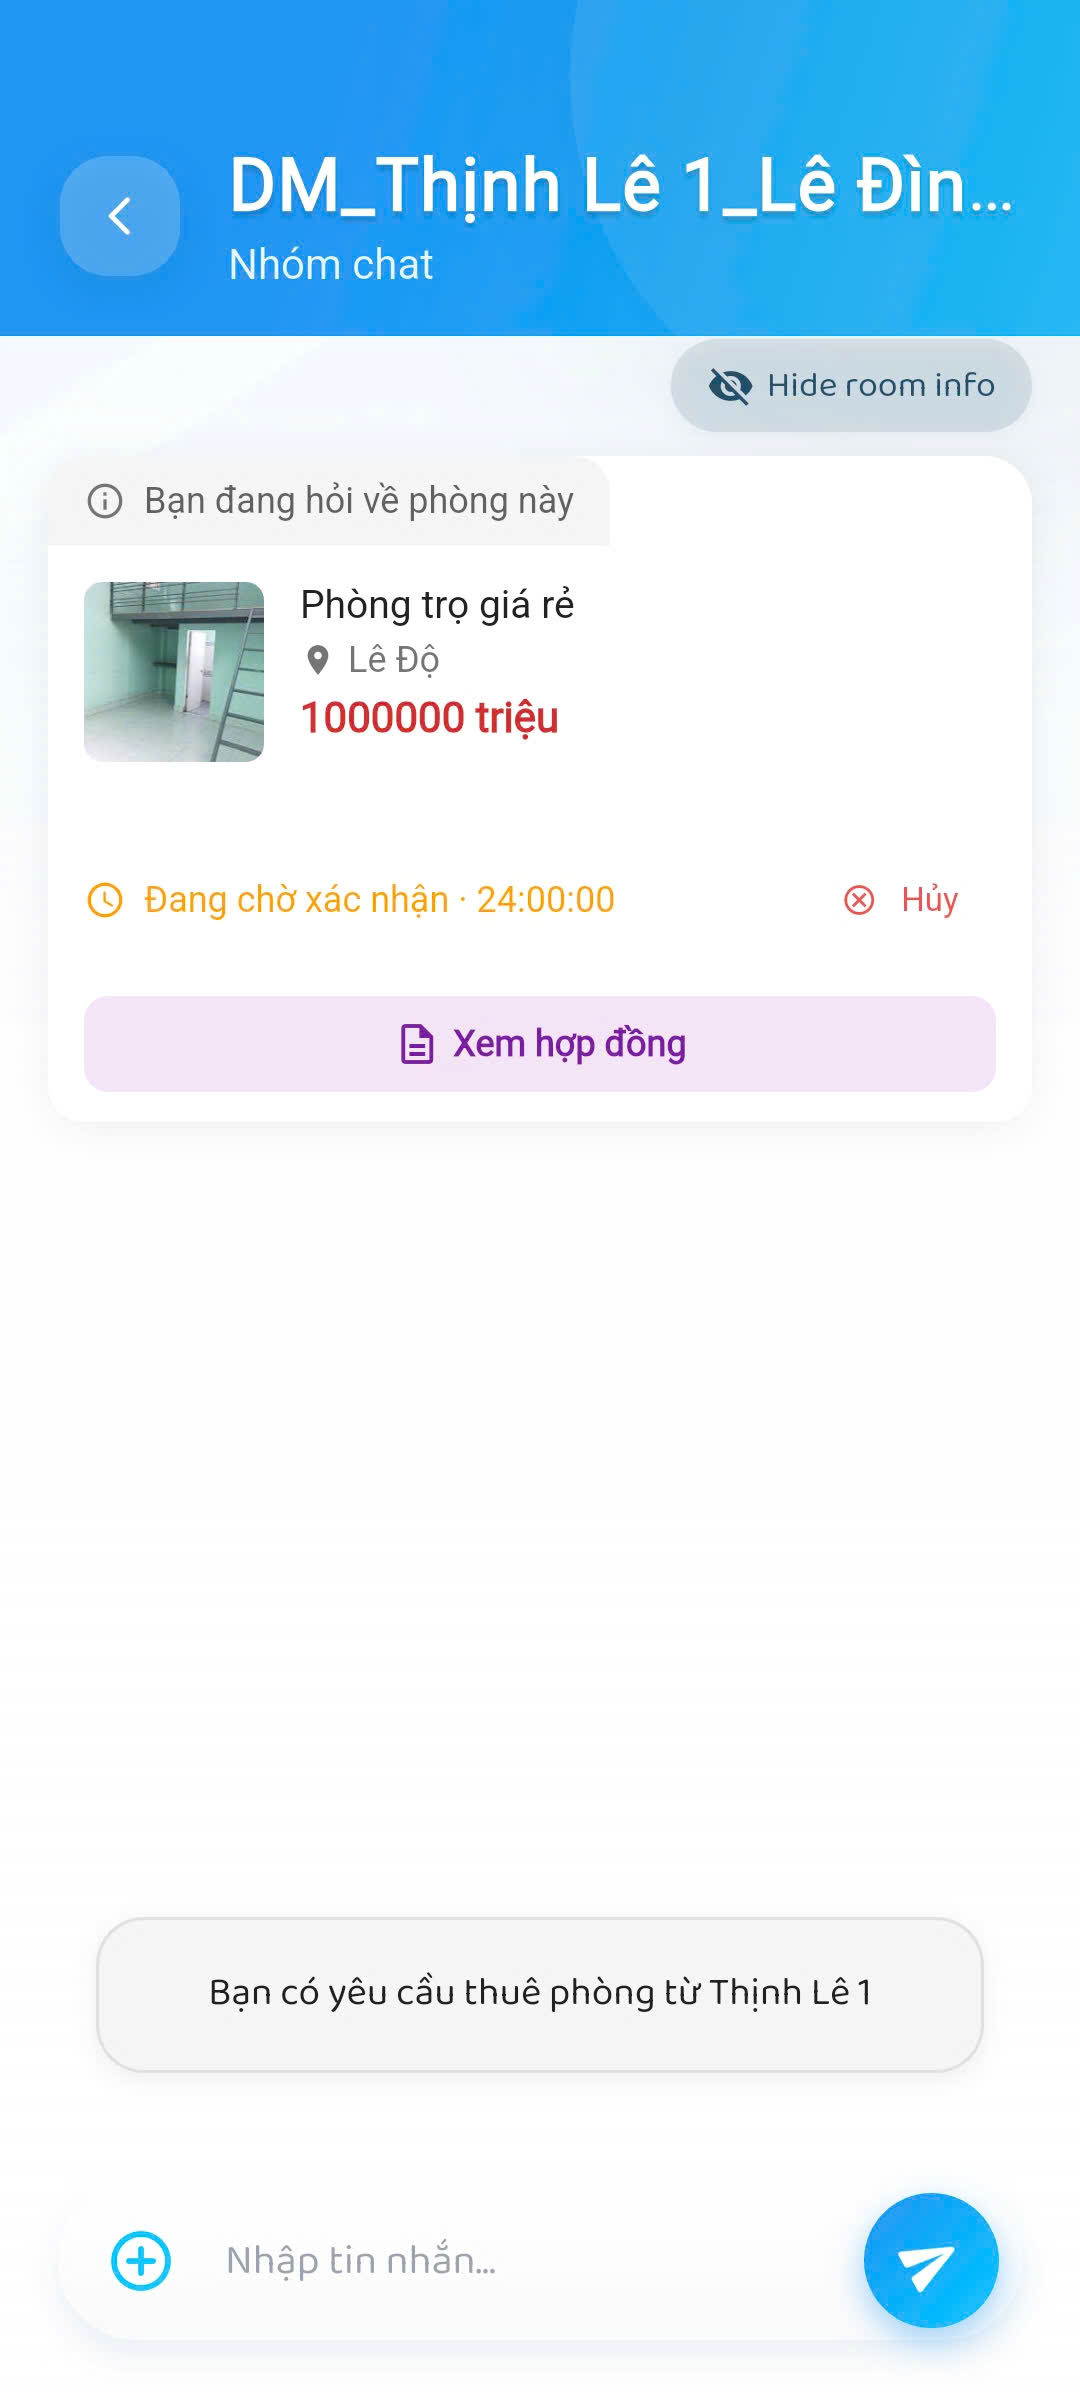 DM_Thịnh Lê 1_Lê Đìn...
Nhóm chat
Hide room info
Bạn đang hỏi về phòng này
Phòng trọ giá rẻ
Lê Độ
1000000 triệu
Đang chờ xác nhận · 24:00:00
Hủy
Xem hợp đồng
Bạn có yêu cầu thuê phòng từ Thịnh Lê 1
Nhập tin nhắn...